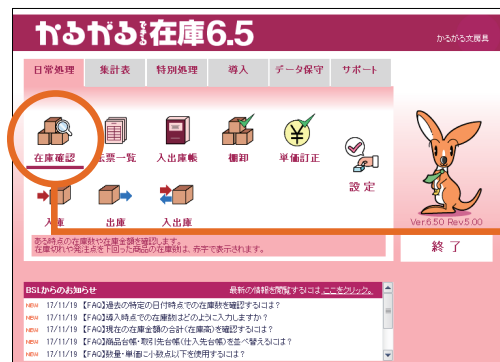 かるがるできる在庫6.5
かるがる文房具
日常処理 集計表 特別処理 導入 データ保守 サポート
在庫確認 伝票一覧 入出庫帳 棚卸 単価訂正 設定
入庫 出庫 入出庫
Ver.6.50 Rev.5.00
終了
ある時点の在庫数や在庫金額を確認します。
在庫切れや発注点を下回った商品の在庫数は、赤字で表示されます。
BSLからのお知らせ 最新の情報を閲覧するには ここをクリック。
NEW 17/11/19 【FAQ】過去の特定の日付時点での在庫数を確認するには？
NEW 17/11/19 【FAQ】導入時点での在庫数はどのように入力しますか？
NEW 17/11/19 【FAQ】現在の在庫金額の合計(在庫高)を確認するには？
NEW 17/11/19 【FAQ】商品台帳・取引先台帳(仕入先台帳)を並べ替えるには？
NEW 17/11/19 【FAQ】数量・単価に小数点以下を使用するには？